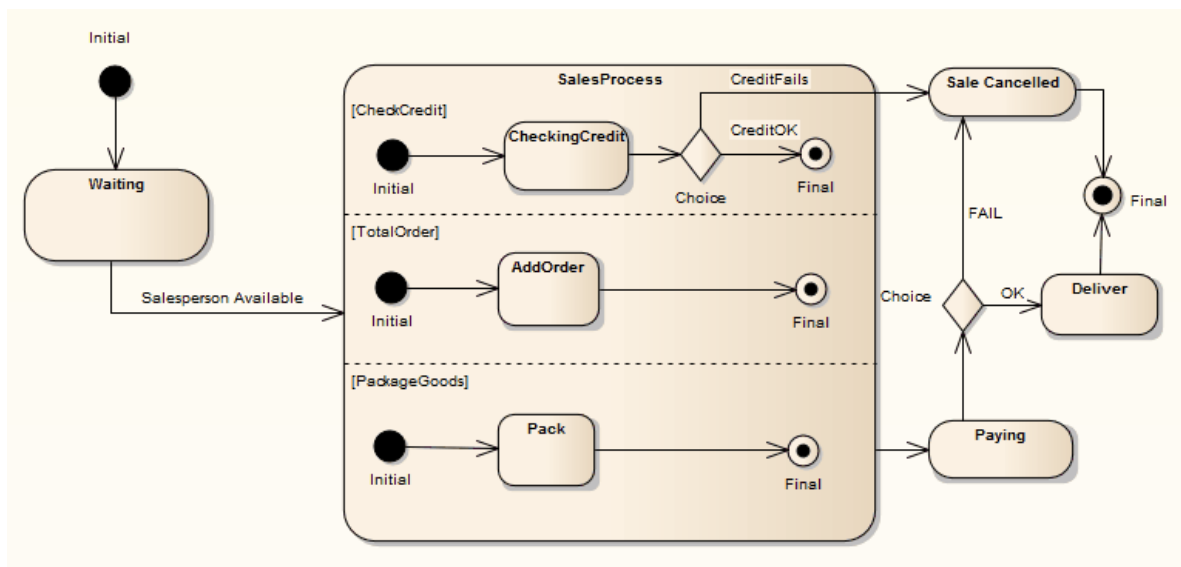 Initial
Waiting
Salesperson Available
SalesProcess
[CheckCredit]
Initial
CheckingCredit
Choice
CreditFails
CreditOK
Final
[TotalOrder]
Initial
AddOrder
Final
[PackageGoods]
Initial
Pack
Final
Sale Cancelled
Final
FAIL
Choice
OK
Deliver
Paying